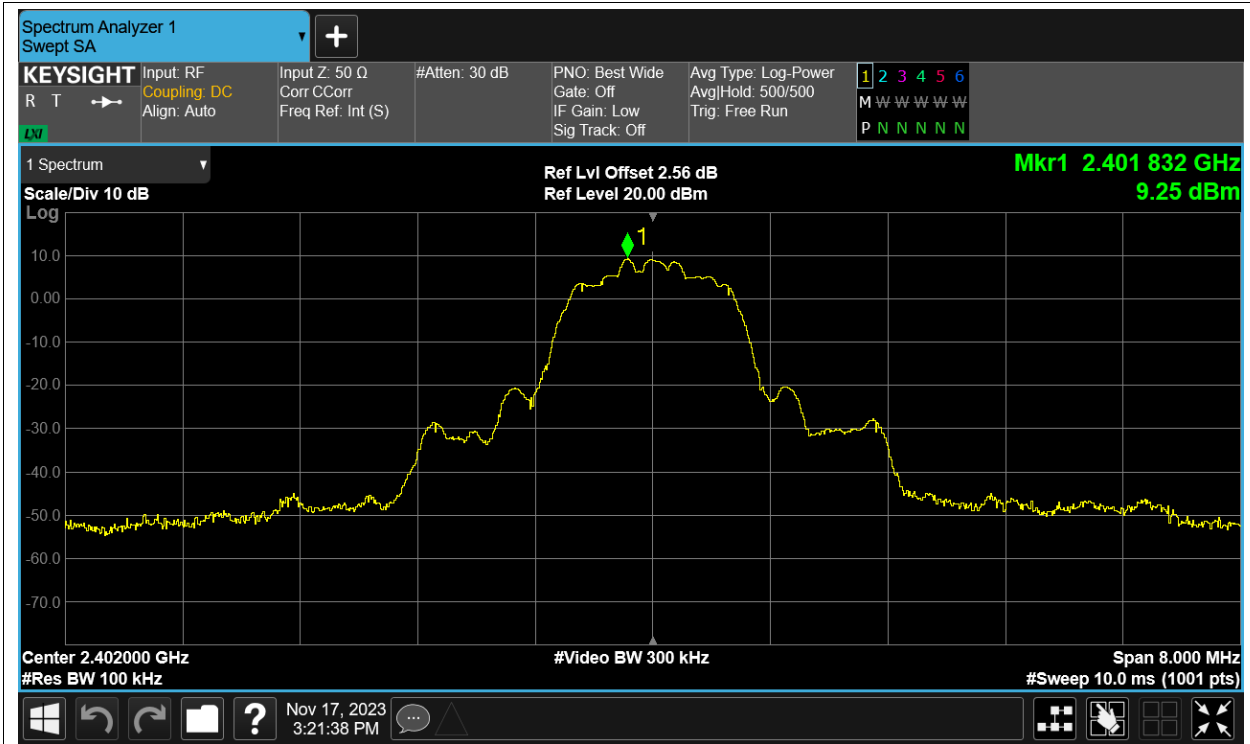 Spectrum Analyzer 1
Swept SA
KEYSIGHT
R T
LXI
Input: RF
Coupling: DC
Align: Auto
Input Z: 50 Ω
Corr CCorr
Freq Ref: Int (S)
#Atten: 30 dB
PNO: Best Wide
Gate: Off
IF Gain: Low
Sig Track: Off
Avg Type: Log-Power
Avg|Hold: 500/500
Trig: Free Run
1 2 3 4 5 6
M W W W W W
P N N N N N
1 Spectrum
Scale/Div 10 dB
Log
Ref Lvl Offset 2.56 dB
Ref Level 20.00 dBm
Mkr1 2.401 832 GHz
9.25 dBm
1
10.0
0.00
-10.0
-20.0
-30.0
-40.0
-50.0
-60.0
-70.0
Center 2.402000 GHz
#Video BW 300 kHz
Span 8.000 MHz
#Res BW 100 kHz
#Sweep 10.0 ms (1001 pts)
?
Nov 17, 2023
3:21:38 PM